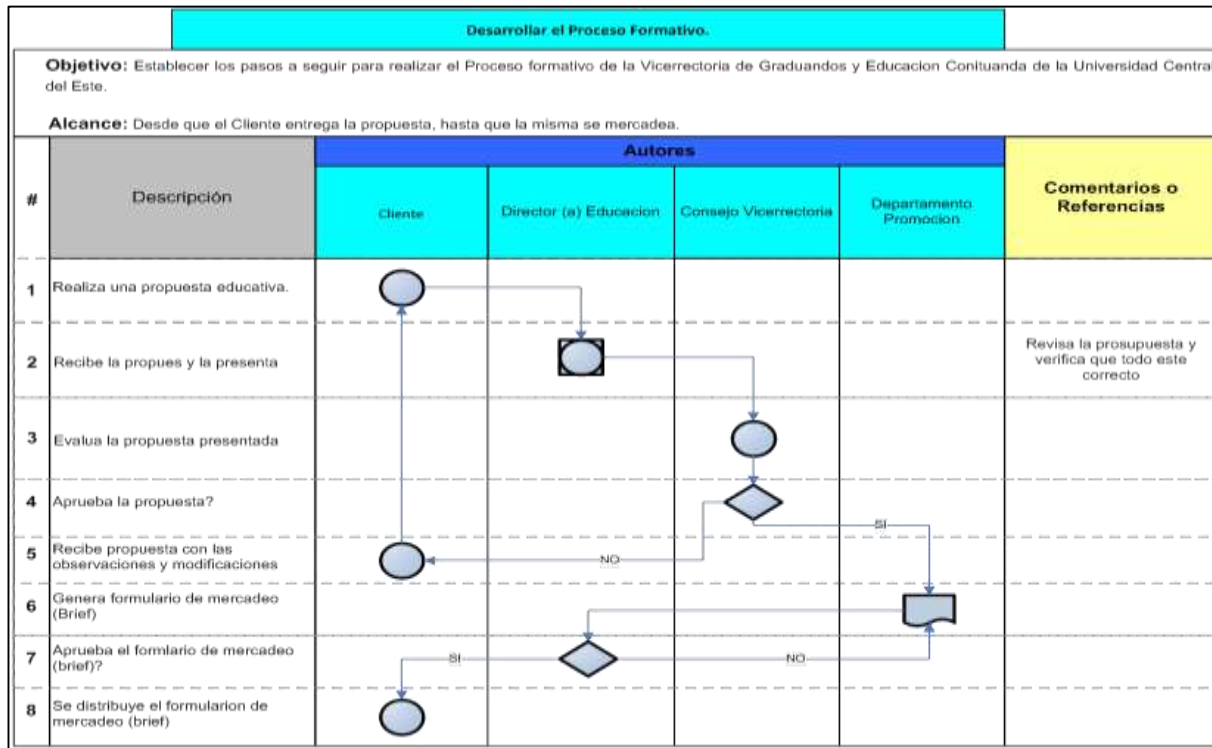 Desarrollar el Proceso Formativo.
Objetivo: Establecer los pasos a seguir para realizar el Proceso formativo de la Vicerrectoria de Graduandos y Educacion Conituanda de la Universidad Central
del Este.
Alcance: Desde que el Cliente entrega la propuesta, hasta que la misma se mercadea.
#
Descripción
Autores
Cliente
Director (a) Educacion
Consejo Vicerrectoria
Departamento
Promocion
Comentarios o
Referencias
1
Realiza una propuesta educativa.
2
Recibe la propues y la presenta
Revisa la prosupuesta y
verifica que todo este
correcto
3
Evalua la propuesta presentada
4
Aprueba la propuesta?
SI
5
Recibe propuesta con las
observaciones y modificaciones
NO
6
Genera formulario de mercadeo
(Brief)
7
Aprueba el formlario de mercadeo
(brief)?
SI
NO
8
Se distribuye el formularion de
mercadeo (brief)